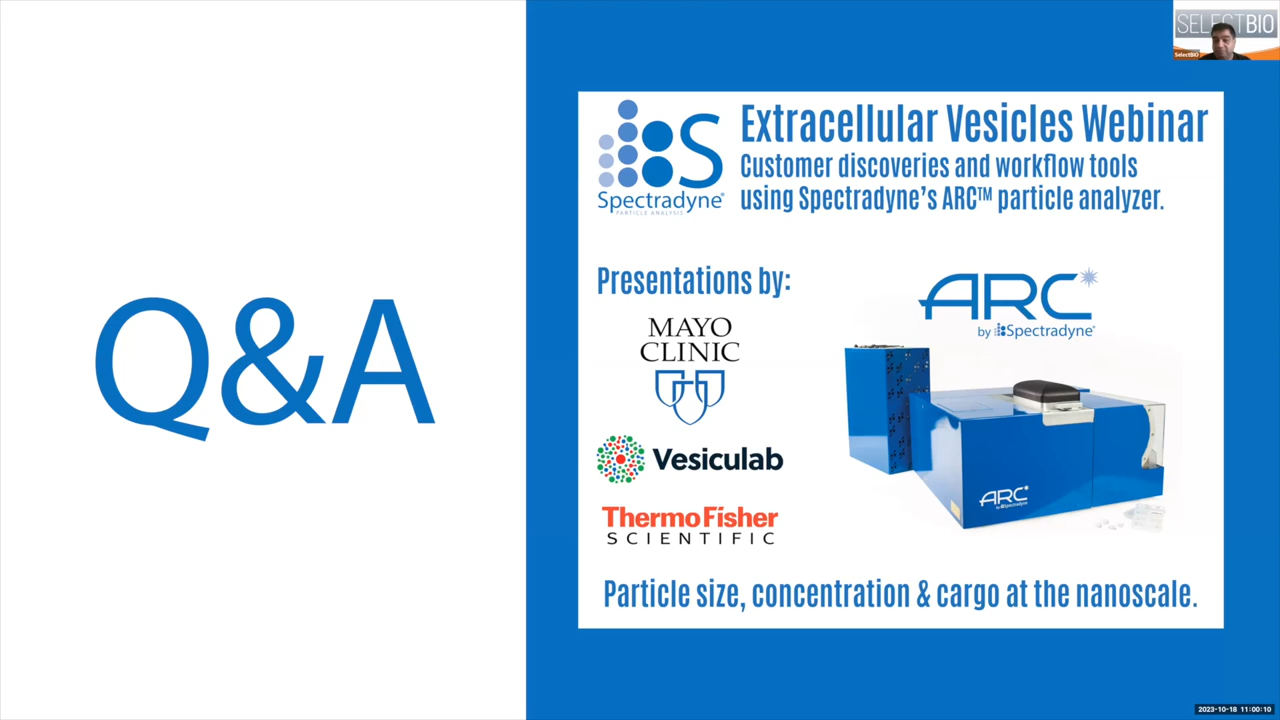 Q&A
SELECTBIO
SelectBIO
S
Spectradyne®
PARTICLE ANALYSIS
Extracellular Vesicles Webinar
Customer discoveries and workflow tools
using Spectradyne's ARC™ particle analyzer.
Presentations by:
MAYO
CLINIC
Vesiculab
ThermoFisher
SCIENTIFIC
ARC
by Spectradyne®
ARC
by Spectradyne
Particle size, concentration & cargo at the nanoscale.
2023-10-18 11:00:10